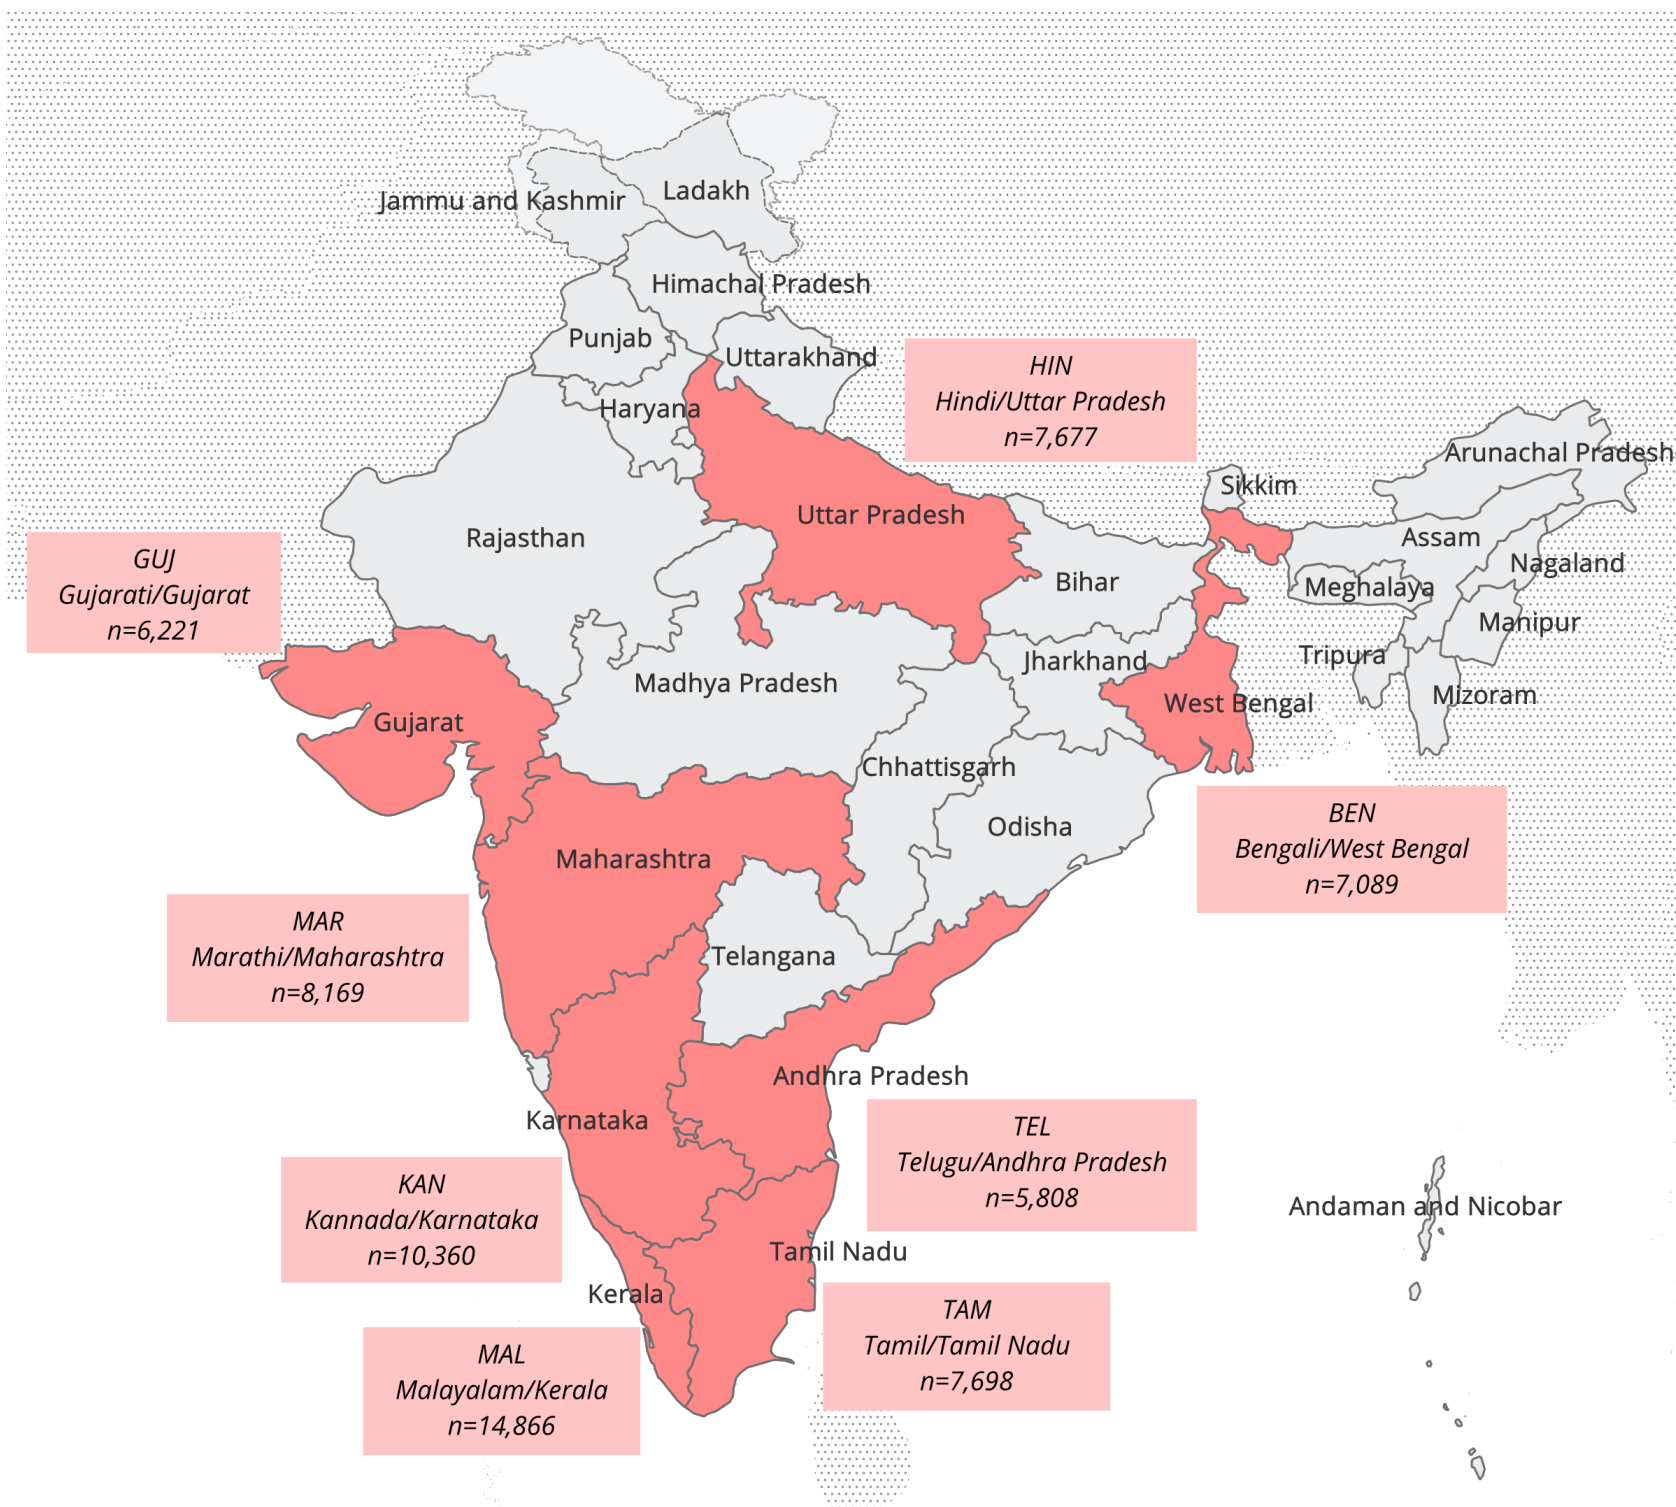 Jammu and Kashmir
Ladakh
Himachal Pradesh
Punjab
Uttarakhand
Haryana
HIN
Hindi/Uttar Pradesh
n=7,677
Arunachal Pradesh
Sikkim
Uttar Pradesh
Rajasthan
Assam
Nagaland
GUJ
Gujarati/Gujarat
n=6,221
Bihar
Meghalaya
Manipur
Tripura
Jharkhand
Madhya Pradesh
Mizoram
West Bengal
Gujarat
Chhattisgarh
Odisha
BEN
Bengali/West Bengal
n=7,089
Maharashtra
MAR
Marathi/Maharashtra
n=8,169
Telangana
Andhra Pradesh
Karnataka
TEL
Telugu/Andhra Pradesh
n=5,808
KAN
Kannada/Karnataka
n=10,360
Andaman and Nicobar
Tamil Nadu
Kerala
TAM
Tamil/Tamil Nadu
n=7,698
MAL
Malayalam/Kerala
n=14,866